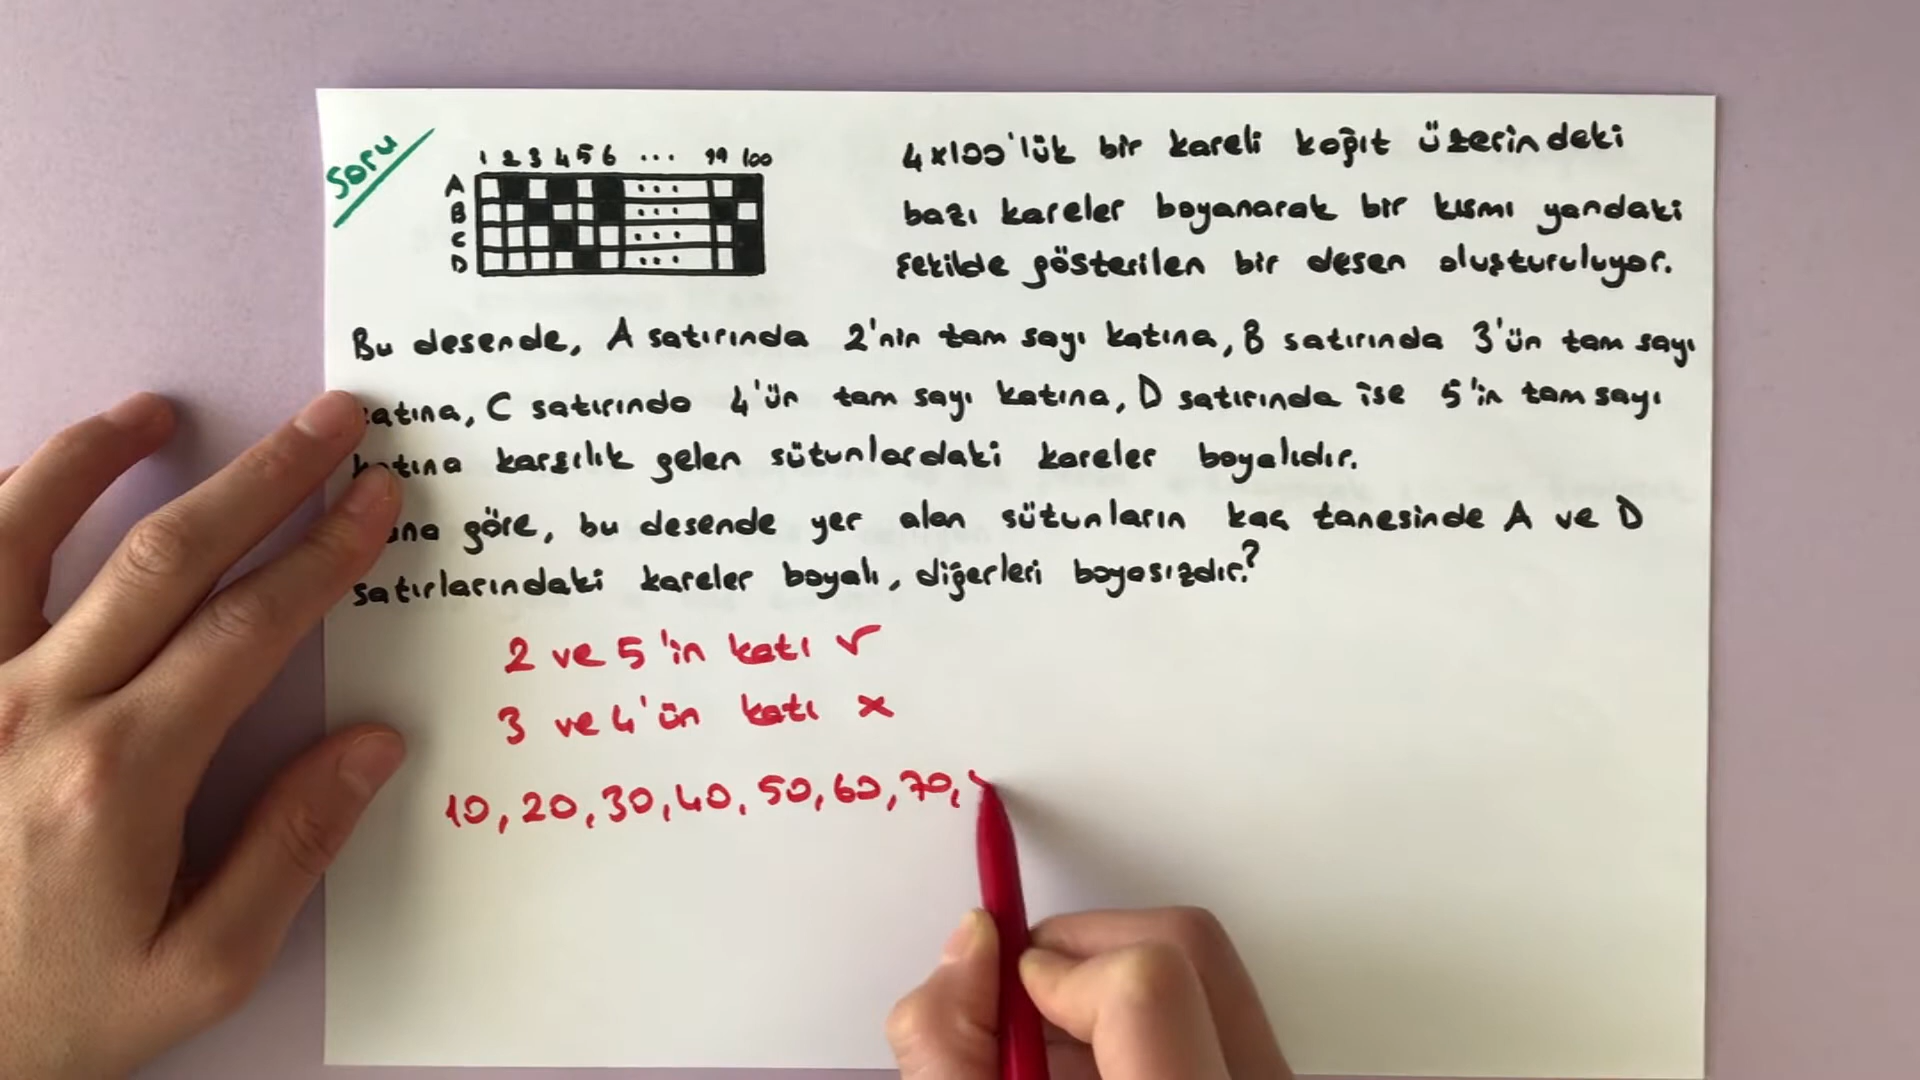 Soru
1 2 3 4 5 6 ... 99 100
A
B
C
D
4x100'lük bir kareli kağıt üzerindeki
bazı kareler boyanarak bir kısmı yandaki
şekilde gösterilen bir desen oluşturuluyor.
Bu desende, A satırında 2'nin tam sayı katına, B satırında 3'ün tam sayı
katına, C satırında 4'ün tam sayı katına, D satırında ise 5'in tam sayı
katına karşılık gelen sütunlardaki kareler boyalıdır.
göre, bu desende yer alan sütunların kaç tanesinde A ve D
satırlarındaki kareler boyalı, diğerleri boyasızdır?
2 ve 5'in katı ✓
3 ve 4'ün katı x
10, 20, 30, 40, 50, 60, 70,